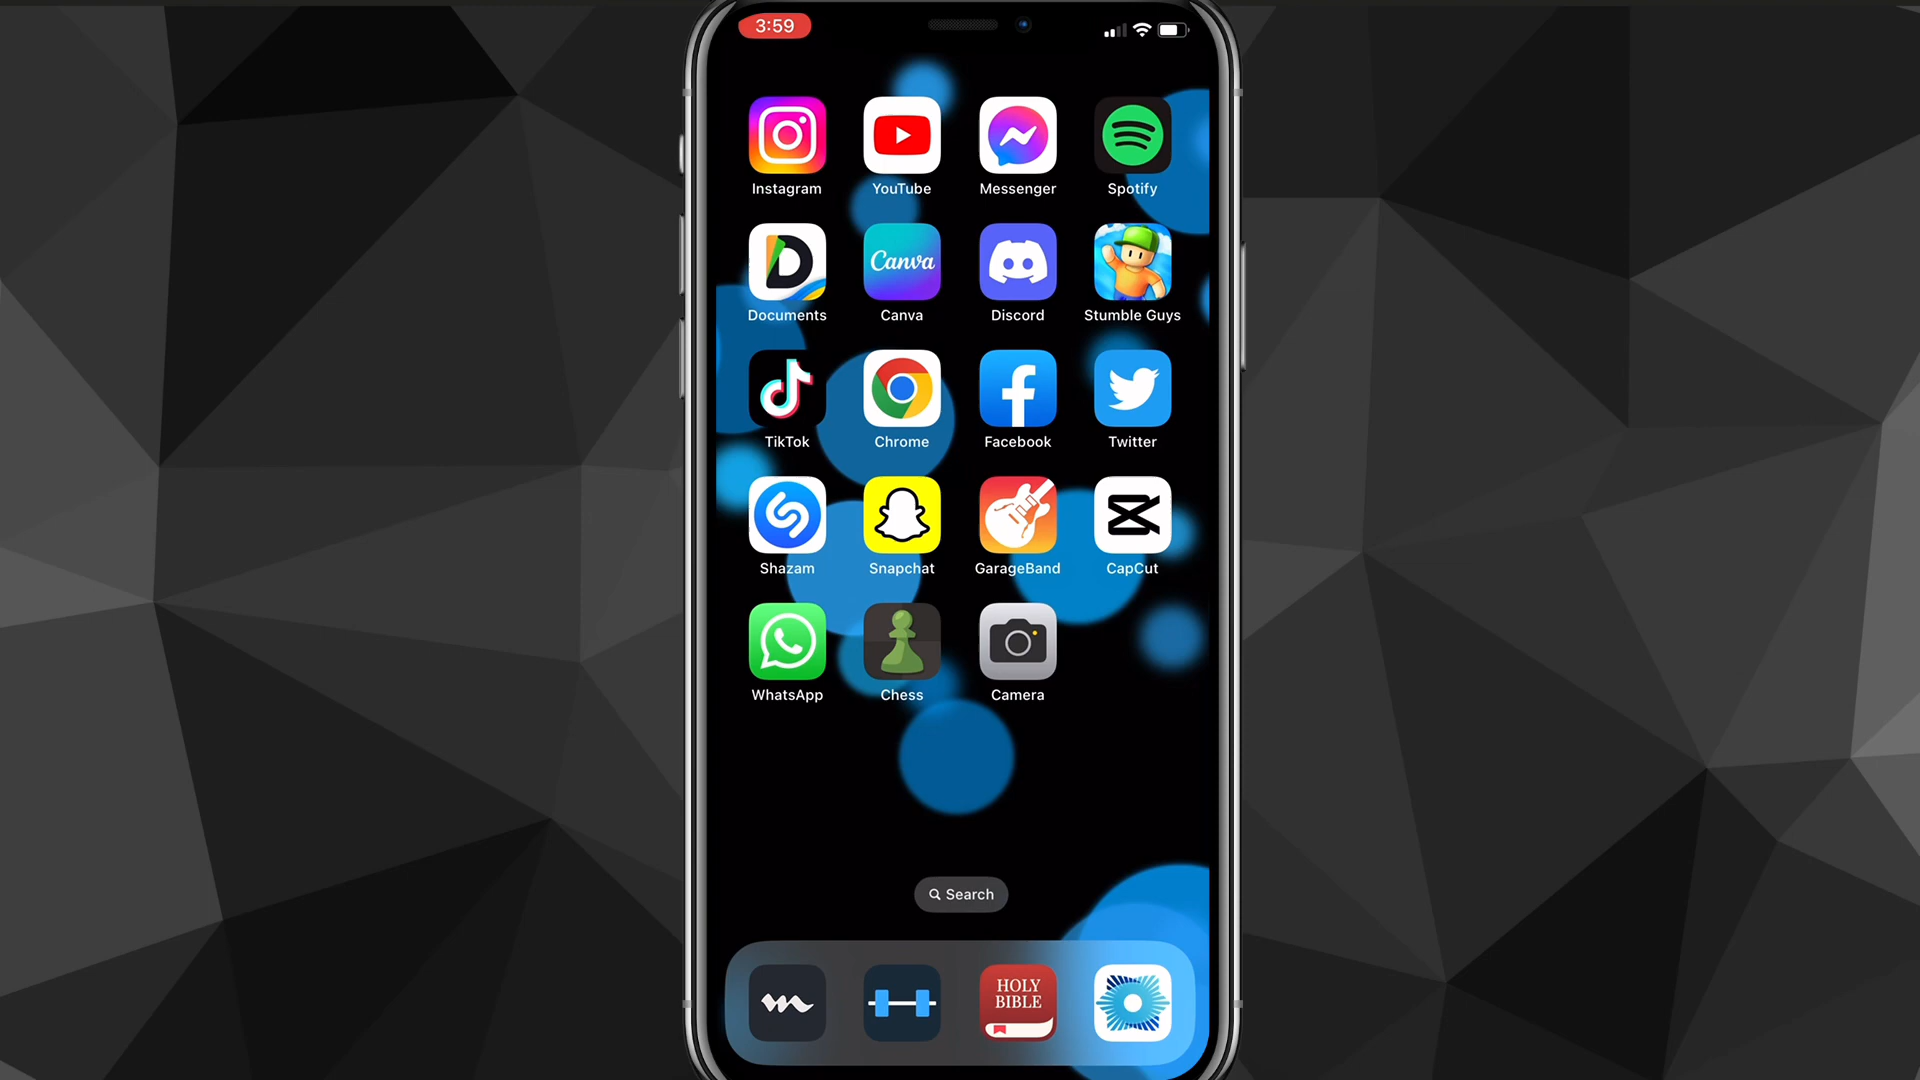 3:59
Instagram
YouTube
Messenger
Spotify
Canva
Documents
Canva
Discord
Stumble Guys
TikTok
Chrome
Facebook
Twitter
Shazam
Snapchat
GarageBand
CapCut
WhatsApp
Chess
Camera
Search
HOLY
BIBLE